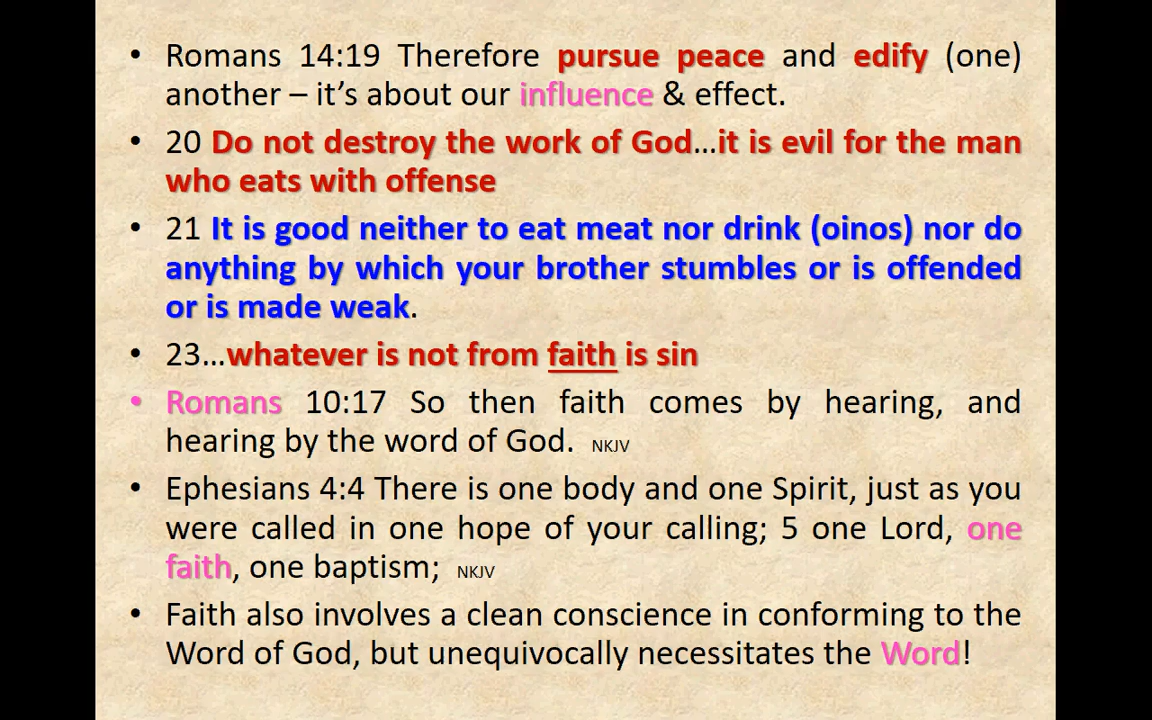 • Romans 14:19 Therefore pursue peace and edify (one)
another – it's about our influence & effect.
• 20 Do not destroy the work of God…it is evil for the man
who eats with offense
• 21 It is good neither to eat meat nor drink (oinos) nor do
anything by which your brother stumbles or is offended
or is made weak.
• 23…whatever is not from faith is sin
• Romans 10:17 So then faith comes by hearing, and
hearing by the word of God. NKJV
• Ephesians 4:4 There is one body and one Spirit, just as you
were called in one hope of your calling; 5 one Lord, one
faith, one baptism; NKJV
• Faith also involves a clean conscience in conforming to the
Word of God, but unequivocally necessitates the Word!